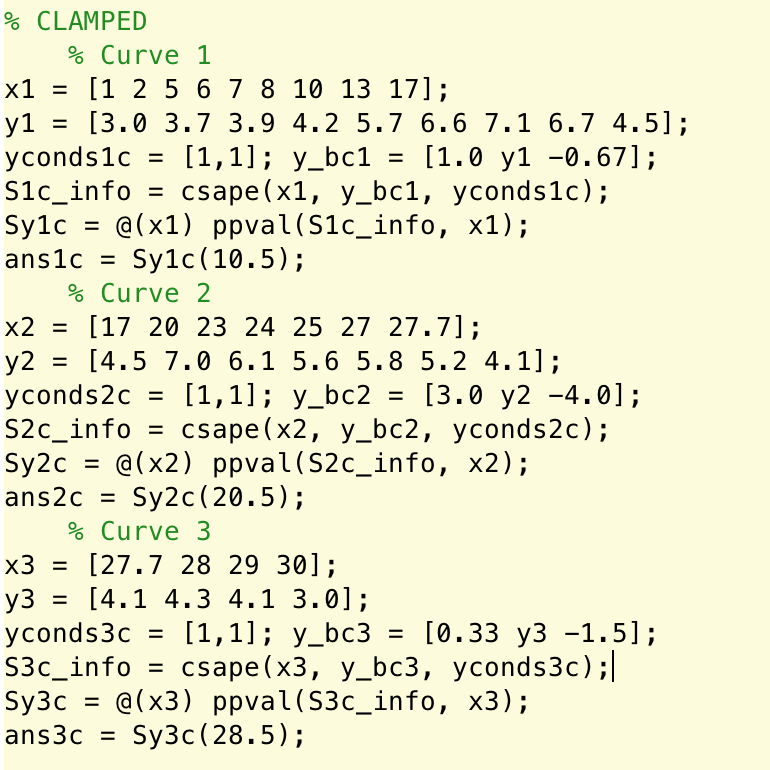 % CLAMPED
    % Curve 1
x1 = [1 2 5 6 7 8 10 13 17];
y1 = [3.0 3.7 3.9 4.2 5.7 6.6 7.1 6.7 4.5];
yconds1c = [1,1]; y_bc1 = [1.0 y1 -0.67];
S1c_info = csape(x1, y_bc1, yconds1c);
Sy1c = @(x1) ppval(S1c_info, x1);
ans1c = Sy1c(10.5);
    % Curve 2
x2 = [17 20 23 24 25 27 27.7];
y2 = [4.5 7.0 6.1 5.6 5.8 5.2 4.1];
yconds2c = [1,1]; y_bc2 = [3.0 y2 -4.0];
S2c_info = csape(x2, y_bc2, yconds2c);
Sy2c = @(x2) ppval(S2c_info, x2);
ans2c = Sy2c(20.5);
    % Curve 3
x3 = [27.7 28 29 30];
y3 = [4.1 4.3 4.1 3.0];
yconds3c = [1,1]; y_bc3 = [0.33 y3 -1.5];
S3c_info = csape(x3, y_bc3, yconds3c);
Sy3c = @(x3) ppval(S3c_info, x3);
ans3c = Sy3c(28.5);